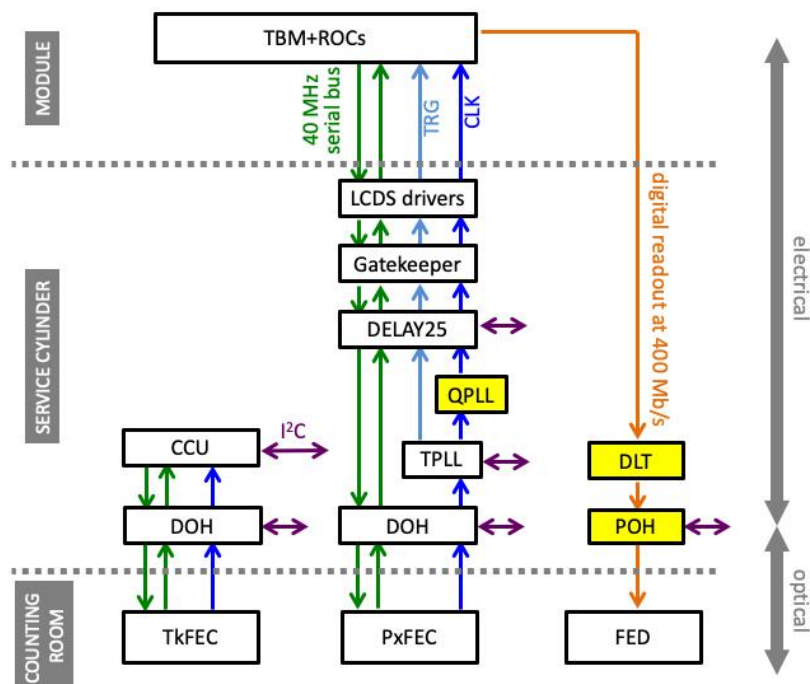 TBM+ROCs
MODULE
40 MHz
serial bus
TRG
CLK
LCDS drivers
Gatekeeper
DELAY25
QPLL
TPLL
SERVICE CYLINDER
CCU
I²C
DOH
DOH
digital readout at 400 Mb/s
DLT
POH
electrical
optical
COUNTING
ROOM
TkFEC
PxFEC
FED